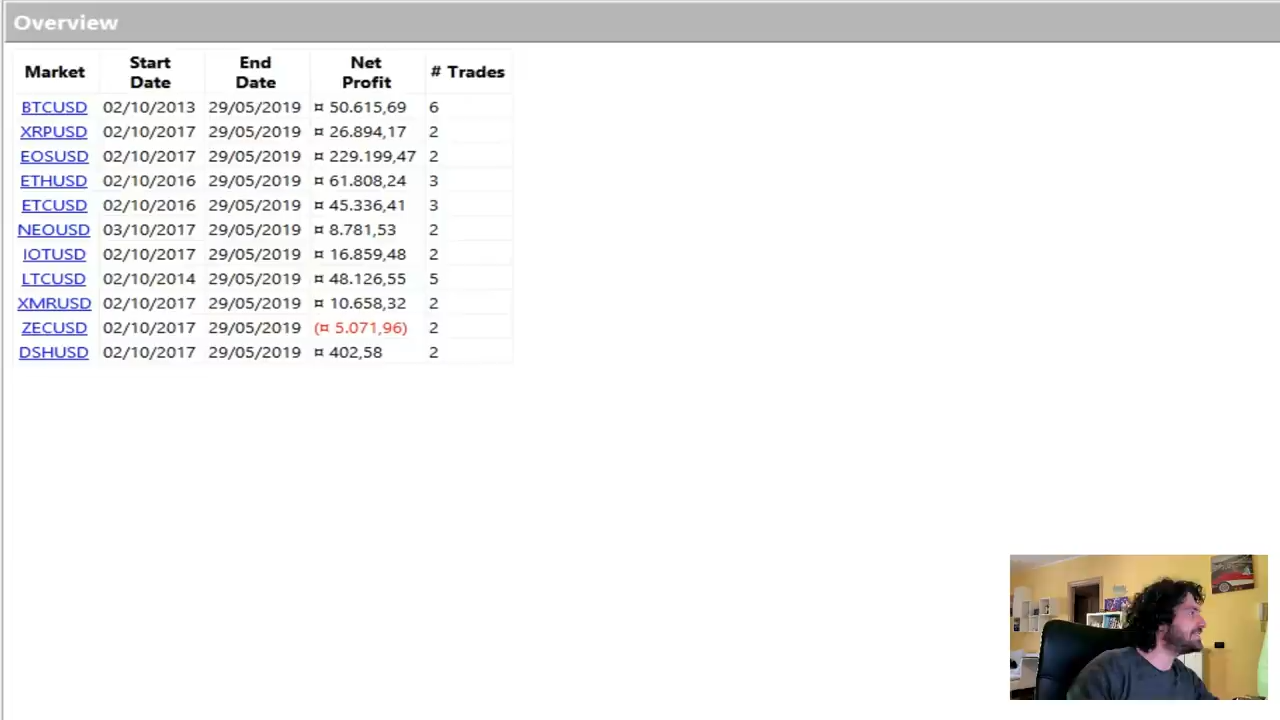 Overview
Market Start Date End Date Net Profit # Trades
BTCUSD 02/10/2013 29/05/2019 ¤ 50.615,69 6
XRPUSD 02/10/2017 29/05/2019 ¤ 26.894,17 2
EOSUSD 02/10/2017 29/05/2019 ¤ 229.199,47 2
ETHUSD 02/10/2016 29/05/2019 ¤ 61.808,24 3
ETCUSD 02/10/2016 29/05/2019 ¤ 45.336,41 3
NEOUSD 03/10/2017 29/05/2019 ¤ 8.781,53 2
IOTUSD 02/10/2017 29/05/2019 ¤ 16.859,48 2
LTCUSD 02/10/2014 29/05/2019 ¤ 48.126,55 5
XMRUSD 02/10/2017 29/05/2019 ¤ 10.658,32 2
ZECUSD 02/10/2017 29/05/2019 (¤ 5.071,96) 2
DSHUSD 02/10/2017 29/05/2019 ¤ 402,58 2